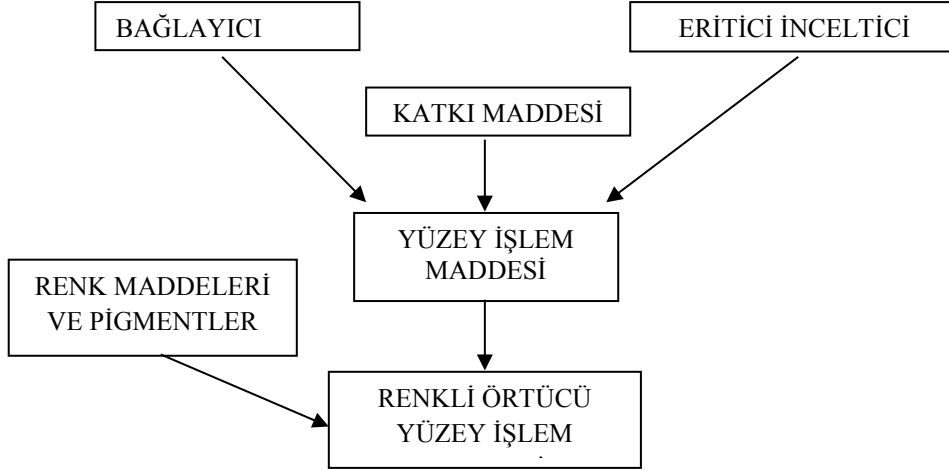 BAĞLAYICI
ERİTİCİ İNCELTİCİ
KATKI MADDESİ
YÜZEY İŞLEM
MADDESİ
RENK MADDELERİ
VE PİGMENTLER
RENKLİ ÖRTÜCÜ
YÜZEY İŞLEM